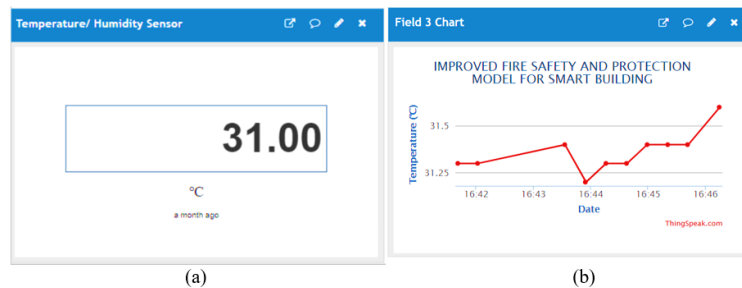 Temperature/ Humidity Sensor
31.00
°C
a month ago
(a)
Field 3 Chart
IMPROVED FIRE SAFETY AND PROTECTION
MODEL FOR SMART BUILDING
Temperature (°C)
31.5
31.25
16:42 16:43 16:44 16:45 16:46
Date
ThingSpeak.com
(b)